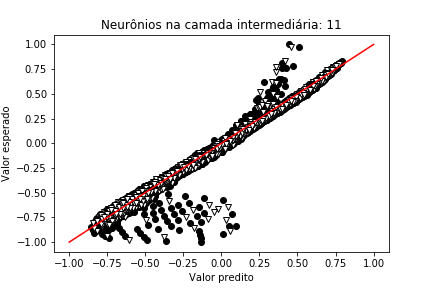 Neurônios na camada intermediária: 11
Valor esperado
1.00
0.75
0.50
0.25
0.00
−0.25
−0.50
−0.75
−1.00
−1.00 −0.75 −0.50 −0.25 0.00 0.25 0.50 0.75 1.00
Valor predito